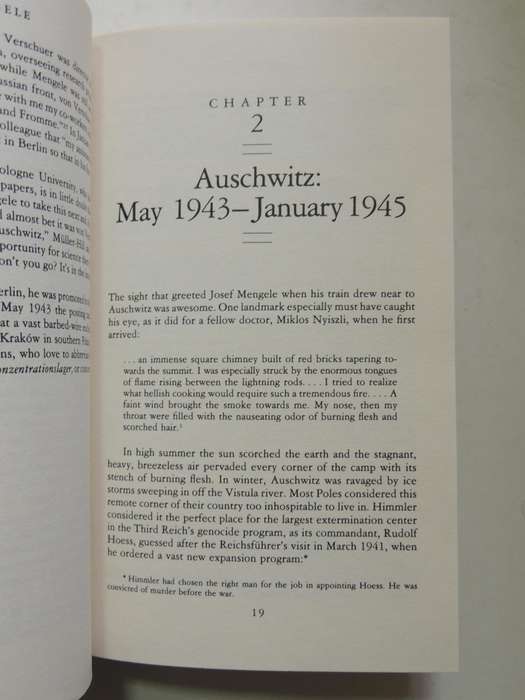 ELE
Verschuer was
overseeing
while Mengele was
ssian front, von
with me my co-workers
and Fromme."
olleague that "my
in Berlin so that
ologne University,
papers, is in little doubt
gele to take this next
d almost bet it was
uschwitz," Müller-Hill
portunity for science
on't you go? It's in the
erlin, he was promoted
May 1943 the posting
at a vast barbed-wire
Kraków in southern
ns, who love to
onzentrationslager, or
CHAPTER
2
Auschwitz:
May 1943–January 1945
The sight that greeted Josef Mengele when his train drew near to
Auschwitz was awesome. One landmark especially must have caught
his eye, as it did for a fellow doctor, Miklos Nyiszli, when he first
arrived:
. . . an immense square chimney built of red bricks tapering to-
wards the summit. I was especially struck by the enormous tongues
of flame rising between the lightning rods. . . . I tried to realize
what hellish cooking would require such a tremendous fire. . . . A
faint wind brought the smoke towards me. My nose, then my
throat were filled with the nauseating odor of burning flesh and
scorched hair.¹
In high summer the sun scorched the earth and the stagnant,
heavy, breezeless air pervaded every corner of the camp with its
stench of burning flesh. In winter, Auschwitz was ravaged by ice
storms sweeping in off the Vistula river. Most Poles considered this
remote corner of their country too inhospitable to live in. Himmler
considered it the perfect place for the largest extermination center
in the Third Reich's genocide program, as its commandant, Rudolf
Hoess, guessed after the Reichsführer's visit in March 1941, when
he ordered a vast new expansion program:*
* Himmler had chosen the right man for the job in appointing Hoess. He was
convicted of murder before the war.
19